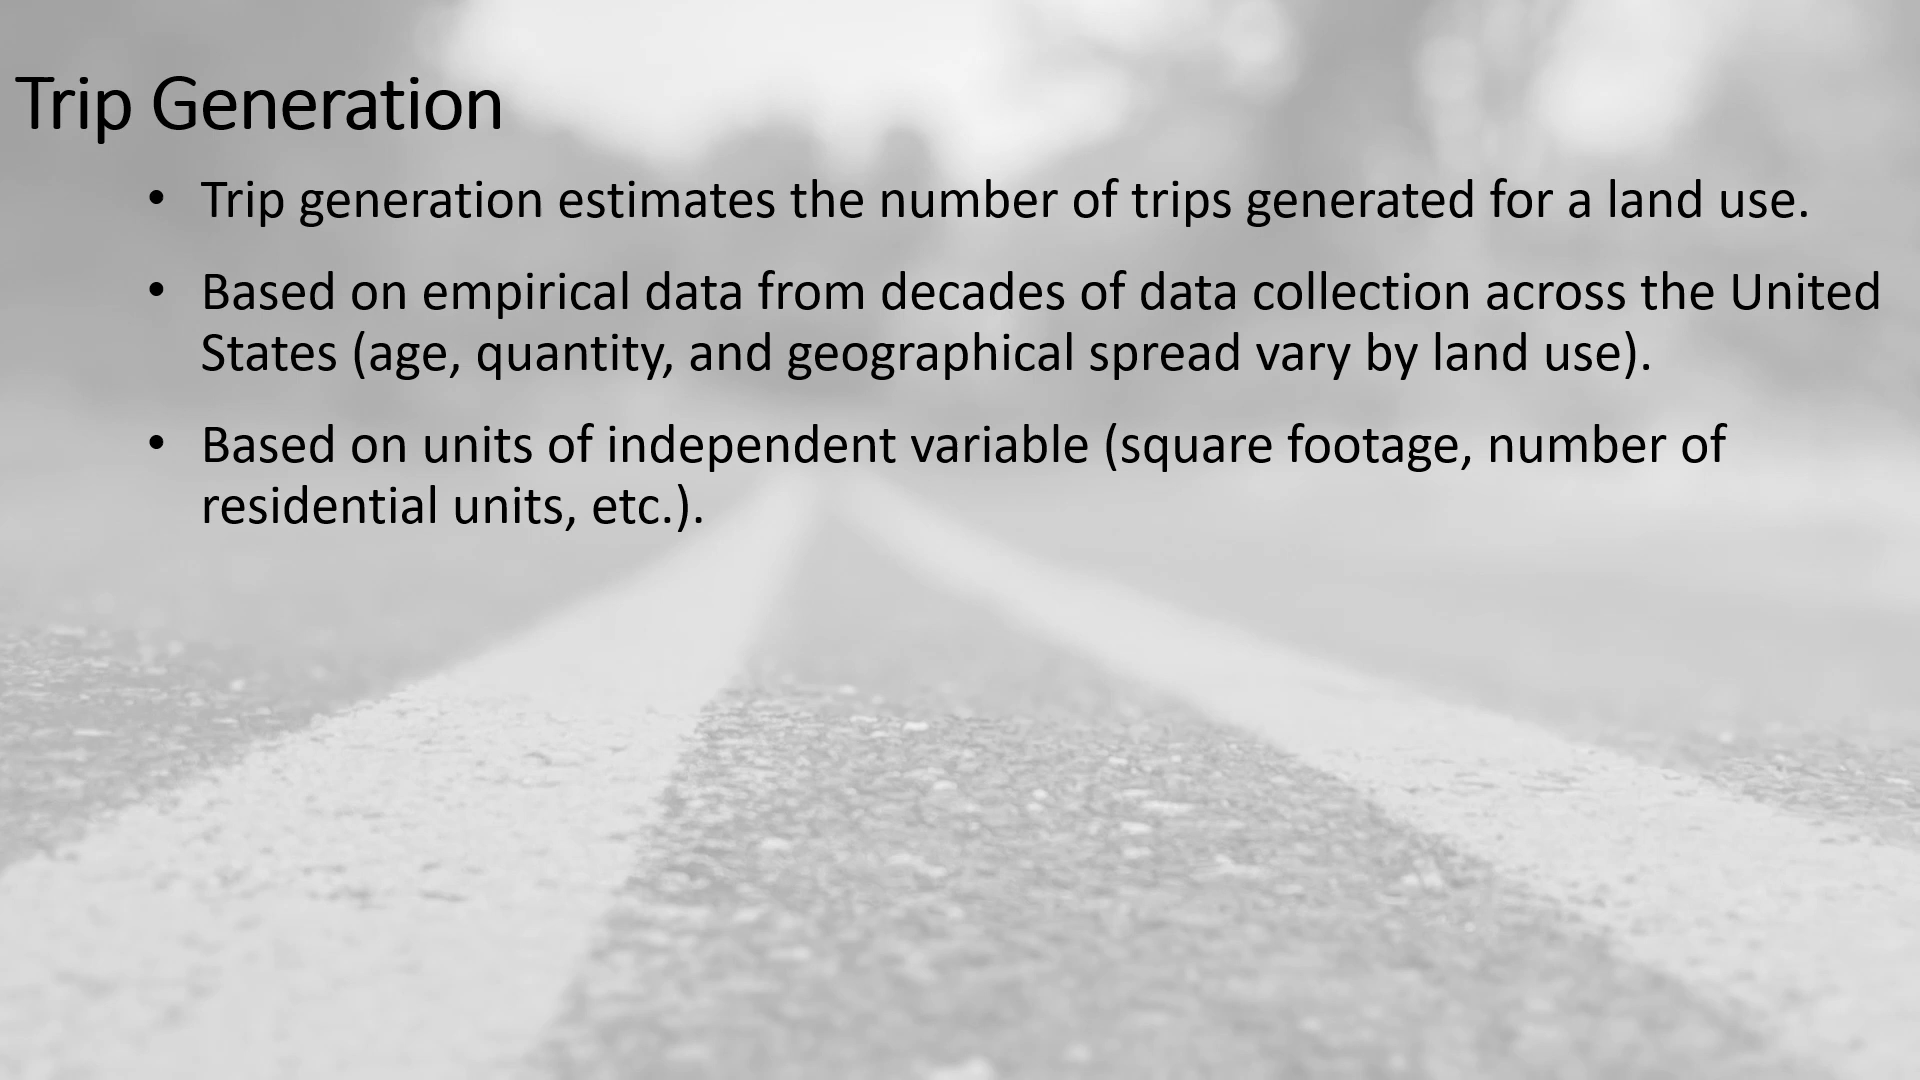 Trip Generation
• Trip generation estimates the number of trips generated for a land use.
• Based on empirical data from decades of data collection across the United
States (age, quantity, and geographical spread vary by land use).
• Based on units of independent variable (square footage, number of
residential units, etc.).